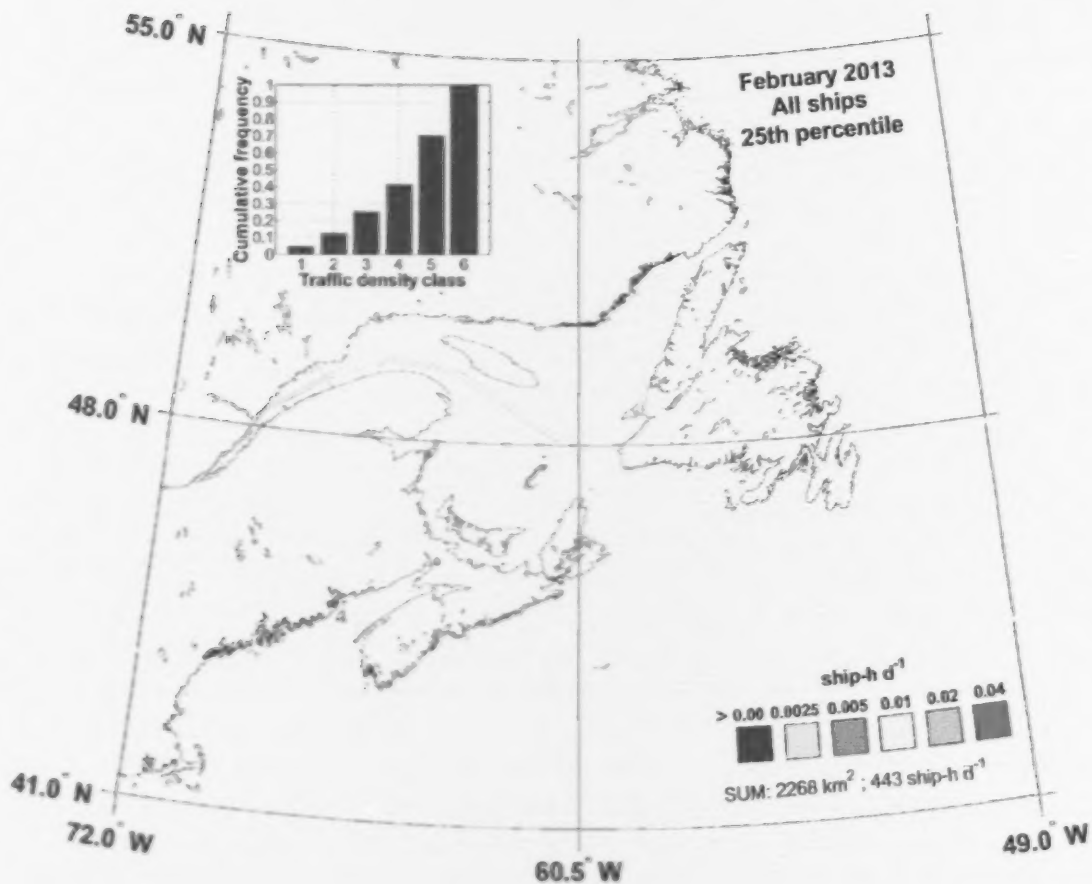 55.0° N
February 2013
All ships
25th percentile
Cumulative frequency
1
0.9
0.8
0.7
0.6
0.5
0.4
0.3
0.2
0.1
0
1 2 3 4 5 6
Traffic density class
48.0° N
ship-h d⁻¹
> 0.00 0.0025 0.005 0.01 0.02 0.04
SUM: 2268 km² ; 443 ship-h d⁻¹
41.0° N
72.0° W
60.5° W
49.0° W